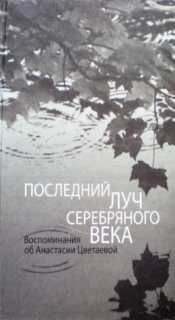 ПОСЛЕДНИЙ
ЛУЧ
СЕРЕБРЯНОГО
ВЕКА
Воспоминания
об Анастасии Цветаевой